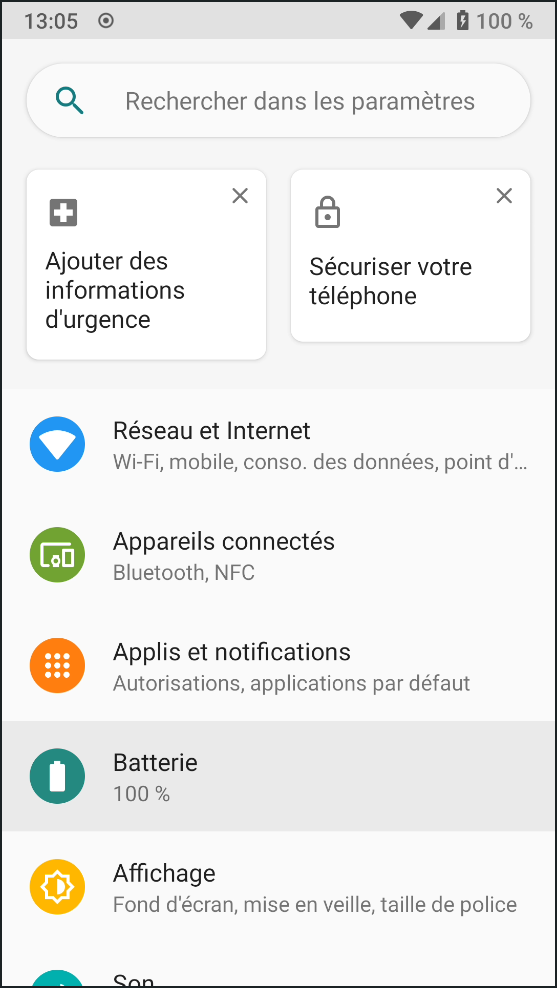 13:05 100 %
Rechercher dans les paramètres
Ajouter des
informations
d'urgence
Sécuriser votre
téléphone
Réseau et Internet
Wi-Fi, mobile, conso. des données, point d'...
Appareils connectés
Bluetooth, NFC
Applis et notifications
Autorisations, applications par défaut
Batterie
100 %
Affichage
Fond d'écran, mise en veille, taille de police
Son